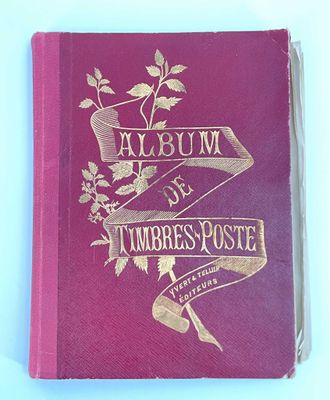 ALBUM
DE
TIMBRES-POSTE
YVERT & TELLIER
ÉDITEURS